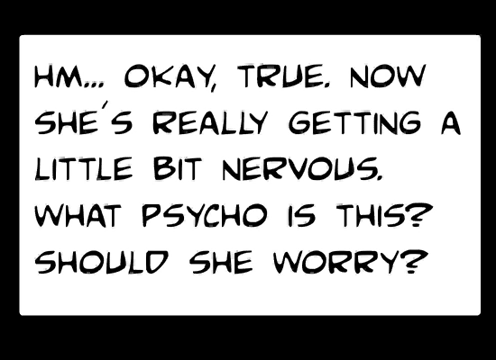 HM... OKAY, TRUE. NOW
SHE'S REALLY GETTING A
LITTLE BIT NERVOUS.
WHAT PSYCHO IS THIS?
SHOULD SHE WORRY?